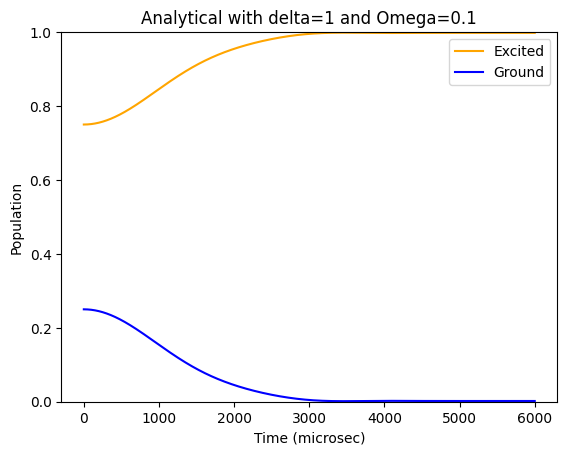 Analytical with delta=1 and Omega=0.1
1.0
0.8
0.6
0.4
0.2
0.0
Population
Excited
Ground
0 1000 2000 3000 4000 5000 6000
Time (microsec)